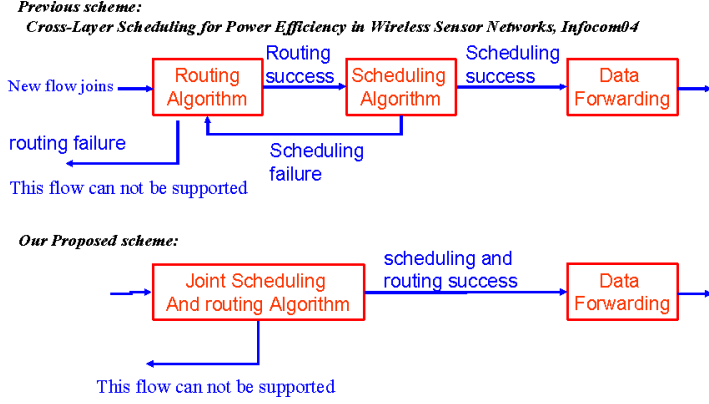 Previous scheme:
Cross-Layer Scheduling for Power Efficiency in Wireless Sensor Networks, Infocom04
New flow joins
Routing
Algorithm
Routing
success
Scheduling
Algorithm
Scheduling
success
Data
Forwarding
routing failure
Scheduling
failure
This flow can not be supported
Our Proposed scheme:
Joint Scheduling
And routing Algorithm
scheduling and
routing success
Data
Forwarding
This flow can not be supported